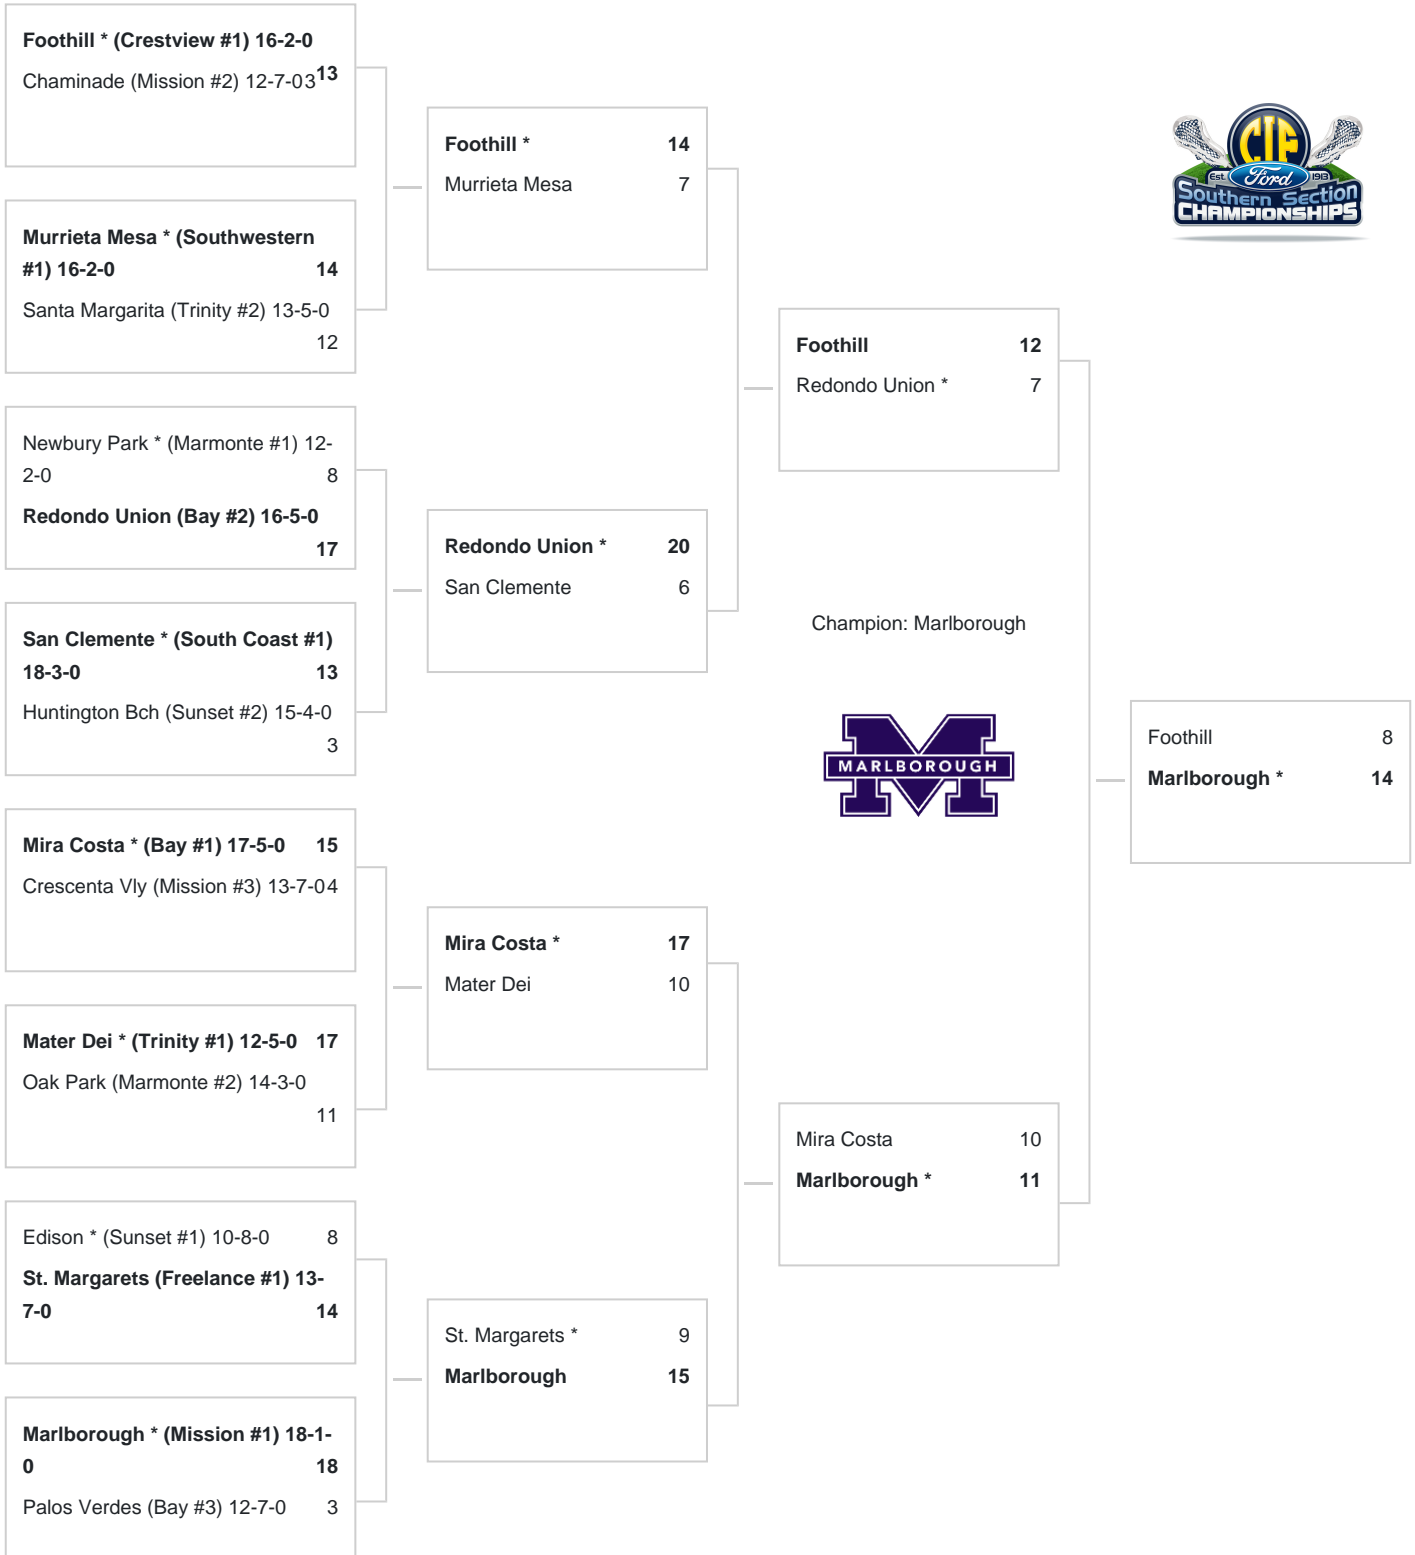 Foothill * (Crestview #1) 16-2-0
13
Chaminade (Mission #2) 12-7-0 3
Murrieta Mesa * (Southwestern
#1) 16-2-0 14
Santa Margarita (Trinity #2) 13-5-0
12
Newbury Park * (Marmonte #1) 12-
2-0 8
Redondo Union (Bay #2) 16-5-0
17
San Clemente * (South Coast #1)
18-3-0 13
Huntington Bch (Sunset #2) 15-4-0
3
Mira Costa * (Bay #1) 17-5-0 15
Crescenta Vly (Mission #3) 13-7-0 4
Mater Dei * (Trinity #1) 12-5-0 17
Oak Park (Marmonte #2) 14-3-0
11
Edison * (Sunset #1) 10-8-0 8
St. Margarets (Freelance #1) 13-
7-0 14
Marlborough * (Mission #1) 18-1-
0 18
Palos Verdes (Bay #3) 12-7-0 3
Foothill * 14
Murrieta Mesa 7
Redondo Union * 20
San Clemente 6
Mira Costa * 17
Mater Dei 10
St. Margarets * 9
Marlborough 15
Foothill 12
Redondo Union * 7
Mira Costa 10
Marlborough * 11
Champion: Marlborough
MARLBOROUGH
Foothill 8
Marlborough * 14
CIF
Est. Ford 1913
Southern Section
CHAMPIONSHIPS